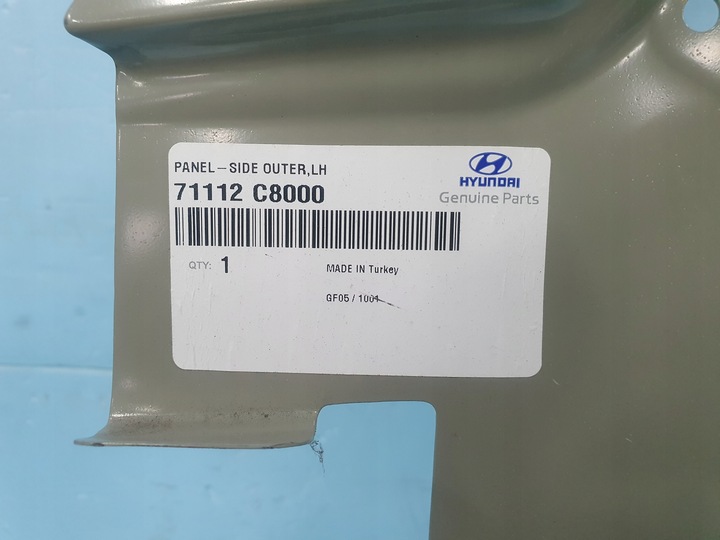 PANEL-SIDE OUTER,LH
71112 C8000
HYUNDAI
Genuine Parts
QTY: 1
MADE IN Turkey
GF05 / 1001